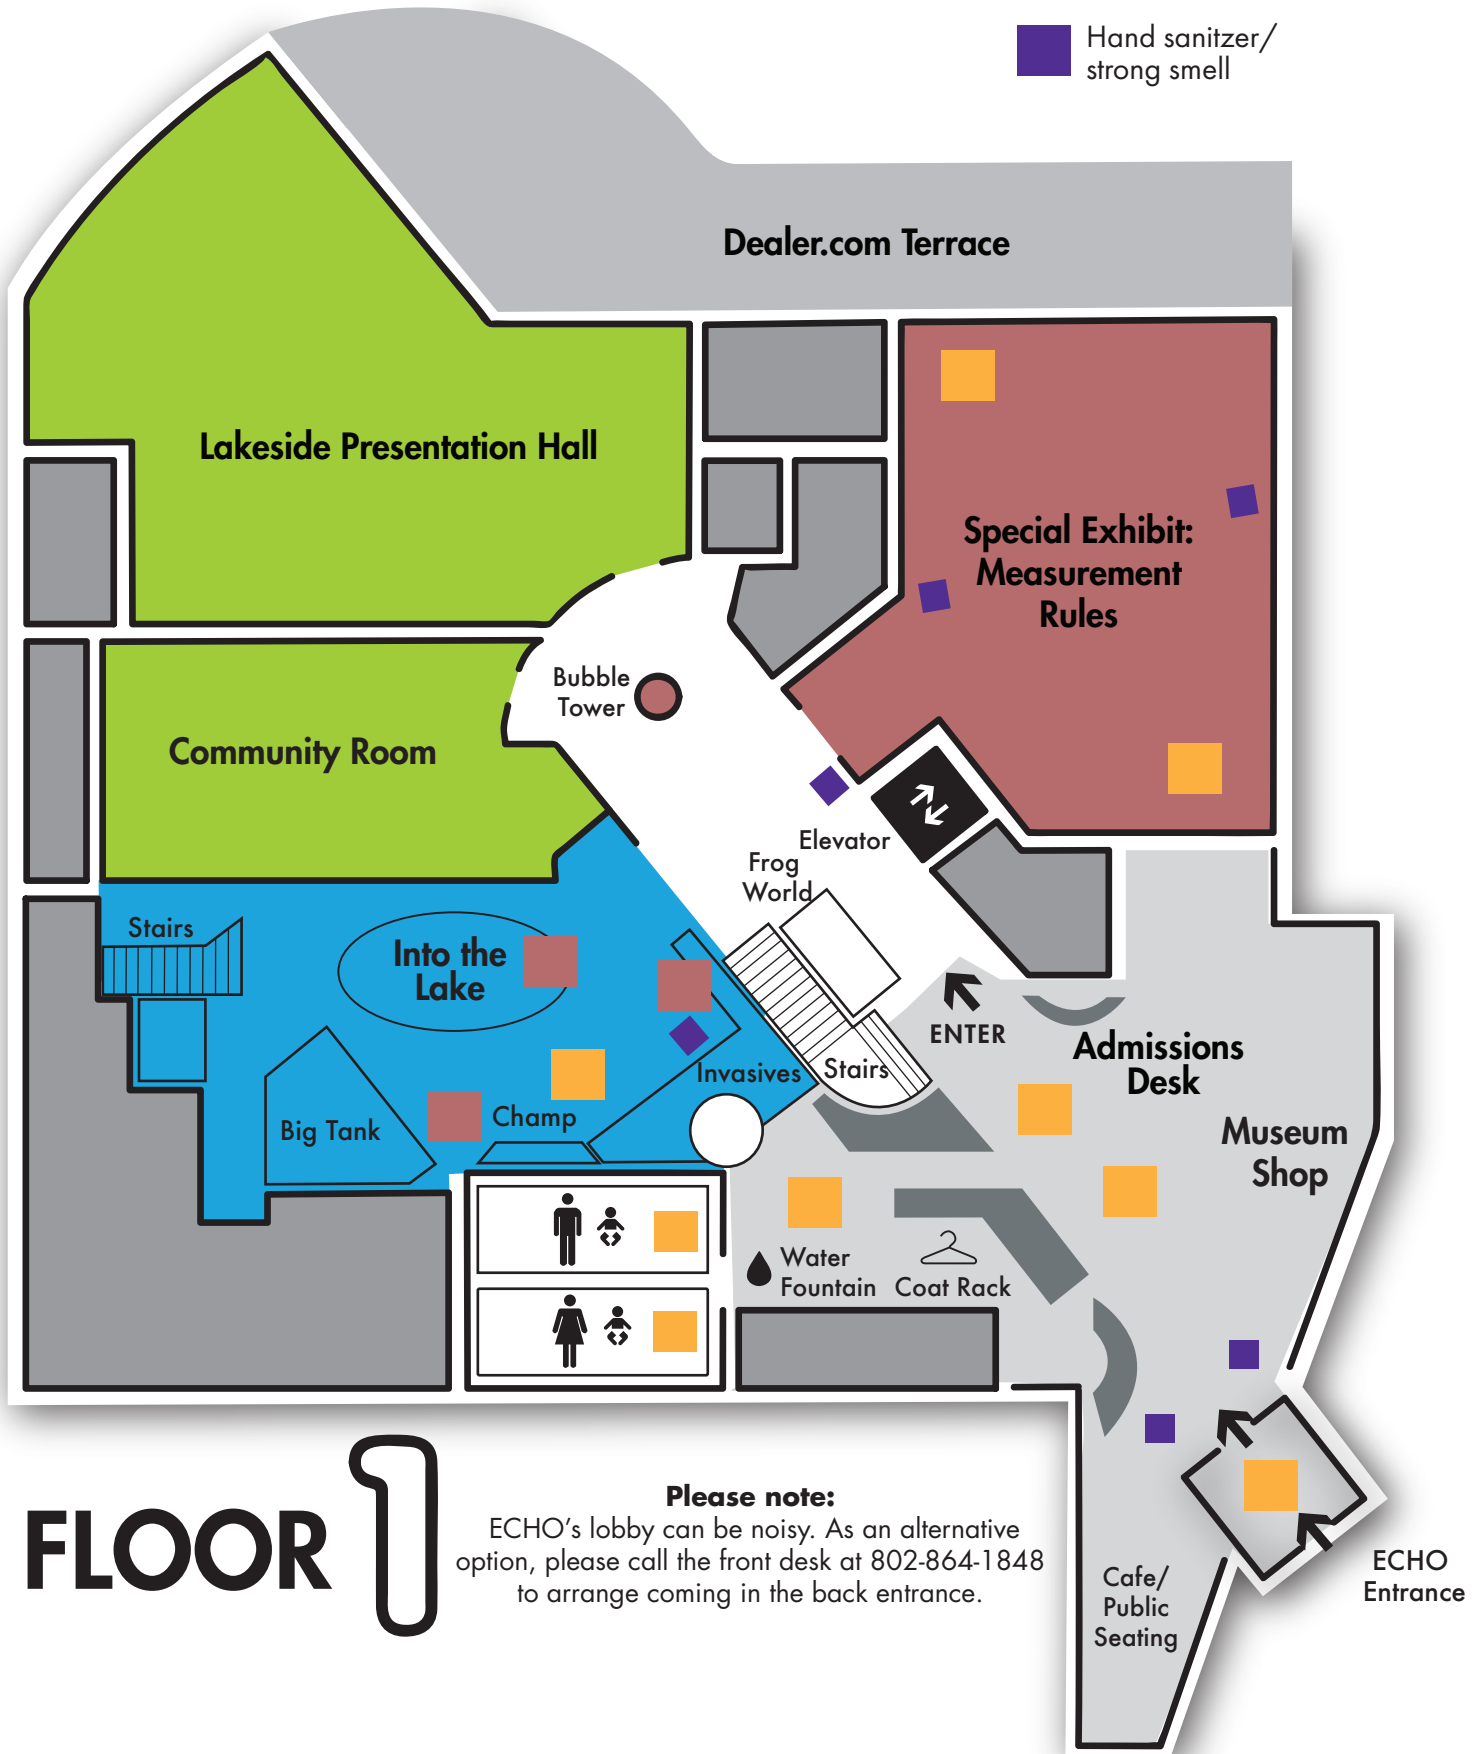 Hand sanitzer/
strong smell
Dealer.com Terrace
Lakeside Presentation Hall
Special Exhibit:
Measurement
Rules
Bubble
Tower
Community Room
Elevator
Frog
World
Stairs
Into the
Lake
ENTER
Admissions
Desk
Invasives
Stairs
Big Tank
Champ
Museum
Shop
Water
Fountain
Coat Rack
FLOOR 1
Please note:
ECHO's lobby can be noisy. As an alternative
option, please call the front desk at 802-864-1848
to arrange coming in the back entrance.
Cafe/
Public
Seating
ECHO
Entrance